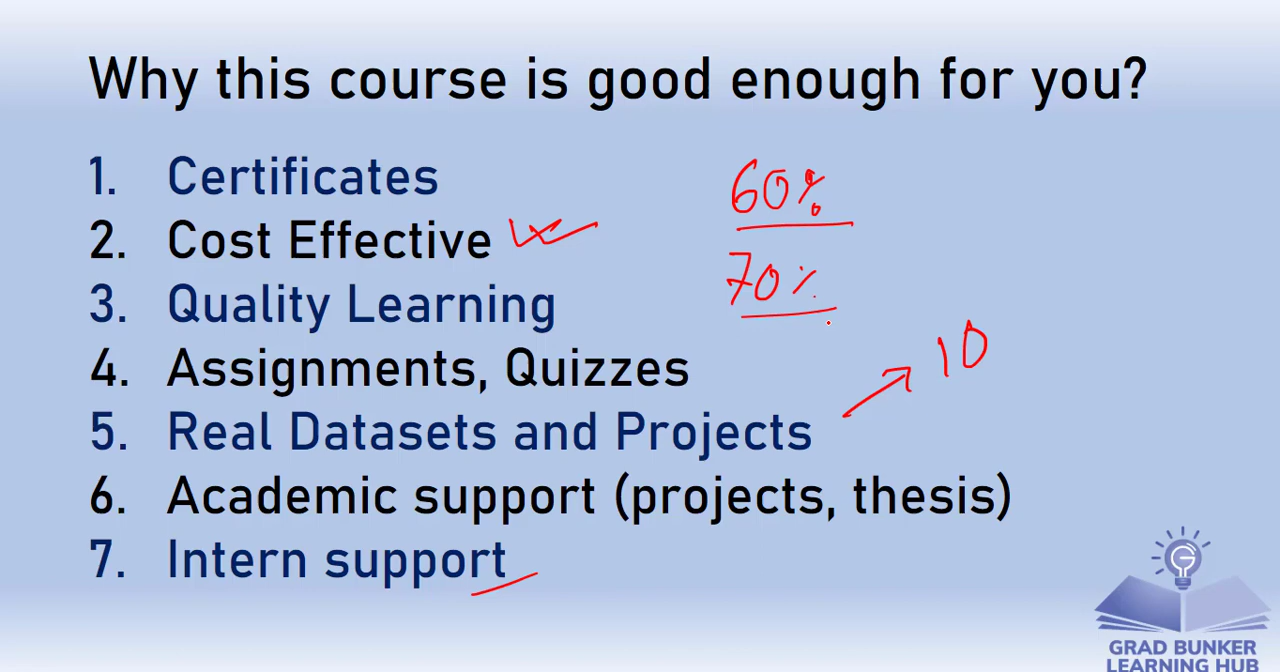 Why this course is good enough for you?
1. Certificates
60%
2. Cost Effective
70%
3. Quality Learning
10
4. Assignments, Quizzes
5. Real Datasets and Projects
6. Academic support (projects, thesis)
7. Intern support
G
GRAD BUNKER
LEARNING HUB